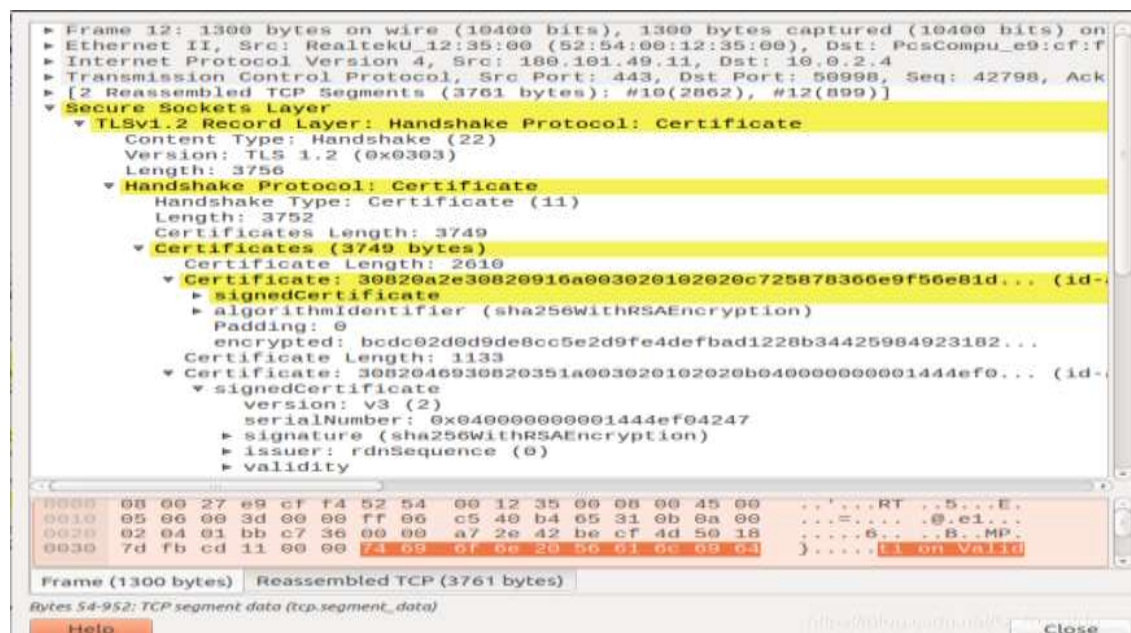 Frame 12: 1300 bytes on wire (10400 bits), 1300 bytes captured (10400 bits) on
Ethernet II, Src: RealtekU_12:35:00 (52:54:00:12:35:00), Dst: PcsCompu_e9:cf:f
Internet Protocol Version 4, Src: 180.101.49.11, Dst: 10.0.2.4
Transmission Control Protocol, Src Port: 443, Dst Port: 50998, Seq: 42798, Ack
[2 Reassembled TCP Segments (3761 bytes): #10(2862), #12(899)]
Secure Sockets Layer
TLSv1.2 Record Layer: Handshake Protocol: Certificate
Content Type: Handshake (22)
Version: TLS 1.2 (0x0303)
Length: 3756
Handshake Protocol: Certificate
Handshake Type: Certificate (11)
Length: 3752
Certificates Length: 3749
Certificates (3749 bytes)
Certificate Length: 2610
Certificate: 30820a2e30820916a003020102020c725878366e9f56e81d... (id-
signedCertificate
algorithmIdentifier (sha256WithRSAEncryption)
Padding: 0
encrypted: bcdc02d0d9de8cc5e2d9fe4defbad1228b34425984923182...
Certificate Length: 1133
Certificate: 3082046930820351a003020102020b040000000001444ef0... (id-
signedCertificate
version: v3 (2)
serialNumber: 0x040000000001444ef04247
signature (sha256WithRSAEncryption)
issuer: rdnSequence (0)
validity
0000 08 00 27 e9 cf f4 52 54 00 12 35 00 08 00 45 00 ..'...RT ..5...E.
0010 05 06 00 3d 00 00 ff 06 c5 40 b4 65 31 0b 0a 00 ...=.... .@.e1...
0020 02 04 01 bb c7 36 00 00 a7 2e 42 be cf 4d 50 18 .....6.. ..B..MP.
0030 7d fb cd 11 00 00 74 69 6f 6e 20 56 61 6c 69 64 }.....ti on Valid
Frame (1300 bytes) Reassembled TCP (3761 bytes)
Bytes 54-952: TCP segment data (tcp.segment_data)
Help Close